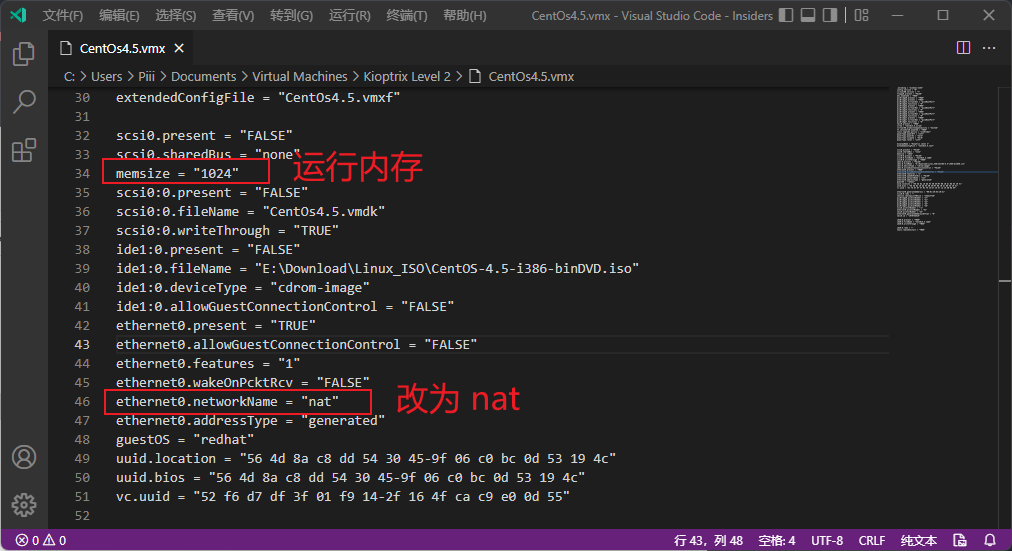 文件(F) 编辑(E) 选择(S) 查看(V) 转到(G) 运行(R) 终端(T) 帮助(H) CentOs4.5.vmx - Visual Studio Code - Insiders
CentOs4.5.vmx
C: > Users > Piii > Documents > Virtual Machines > Kioptrix Level 2 > CentOs4.5.vmx
30 extendedConfigFile = "CentOs4.5.vmxf"
31
32 scsi0.present = "FALSE"
33 scsi0.sharedBus = "none"
34 memsize = "1024" 运行内存
35 scsi0:0.present = "FALSE"
36 scsi0:0.fileName = "CentOs4.5.vmdk"
37 scsi0:0.writeThrough = "TRUE"
38 ide1:0.present = "FALSE"
39 ide1:0.fileName = "E:\Download\Linux_ISO\CentOS-4.5-i386-binDVD.iso"
40 ide1:0.deviceType = "cdrom-image"
41 ide1:0.allowGuestConnectionControl = "FALSE"
42 ethernet0.present = "TRUE"
43 ethernet0.allowGuestConnectionControl = "FALSE"
44 ethernet0.features = "1"
45 ethernet0.wakeOnPcktRcv = "FALSE"
46 ethernet0.networkName = "nat" 改为 nat
47 ethernet0.addressType = "generated"
48 guestOS = "redhat"
49 uuid.location = "56 4d 8a c8 dd 54 30 45-9f 06 c0 bc 0d 53 19 4c"
50 uuid.bios = "56 4d 8a c8 dd 54 30 45-9f 06 c0 bc 0d 53 19 4c"
51 vc.uuid = "52 f6 d7 df 3f 01 f9 14-2f 16 4f ca c9 e0 0d 55"
52
0 0 行 43，列 48 空格: 4 UTF-8 CRLF 纯文本